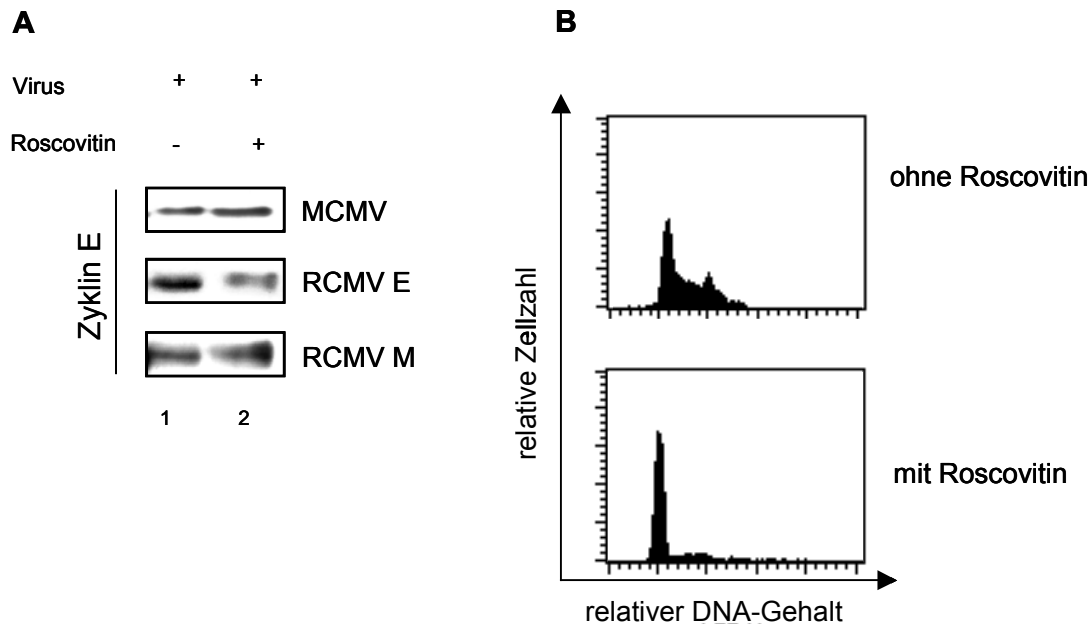 A
Virus + +
Roscovitin - +
Zyklin E
MCMV
RCMV E
RCMV M
1 2
B
relative Zellzahl
ohne Roscovitin
mit Roscovitin
relativer DNA-Gehalt